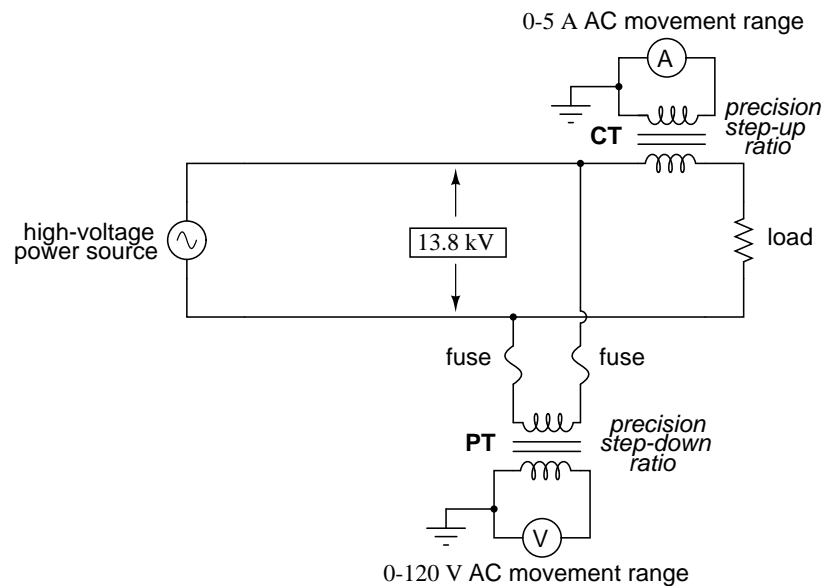 0-5 A AC movement range
A
precision
step-up
ratio
CT
high-voltage
power source
13.8 kV
load
fuse
fuse
PT
precision
step-down
ratio
V
0-120 V AC movement range